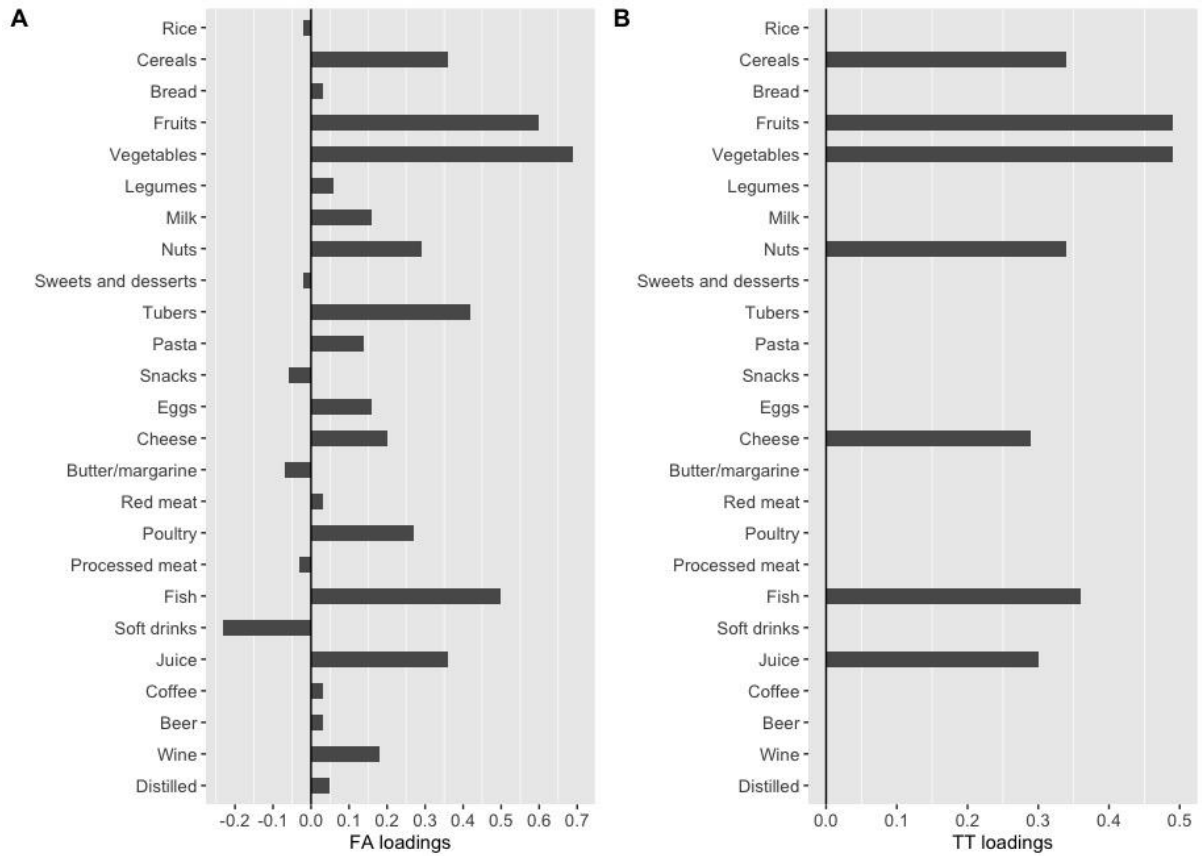 A
Rice
Cereals
Bread
Fruits
Vegetables
Legumes
Milk
Nuts
Sweets and desserts
Tubers
Pasta
Snacks
Eggs
Cheese
Butter/margarine
Red meat
Poultry
Processed meat
Fish
Soft drinks
Juice
Coffee
Beer
Wine
Distilled
-0.2 -0.1 0.0 0.1 0.2 0.3 0.4 0.5 0.6 0.7
FA loadings
B
Rice
Cereals
Bread
Fruits
Vegetables
Legumes
Milk
Nuts
Sweets and desserts
Tubers
Pasta
Snacks
Eggs
Cheese
Butter/margarine
Red meat
Poultry
Processed meat
Fish
Soft drinks
Juice
Coffee
Beer
Wine
Distilled
0.0 0.1 0.2 0.3 0.4 0.5
TT loadings